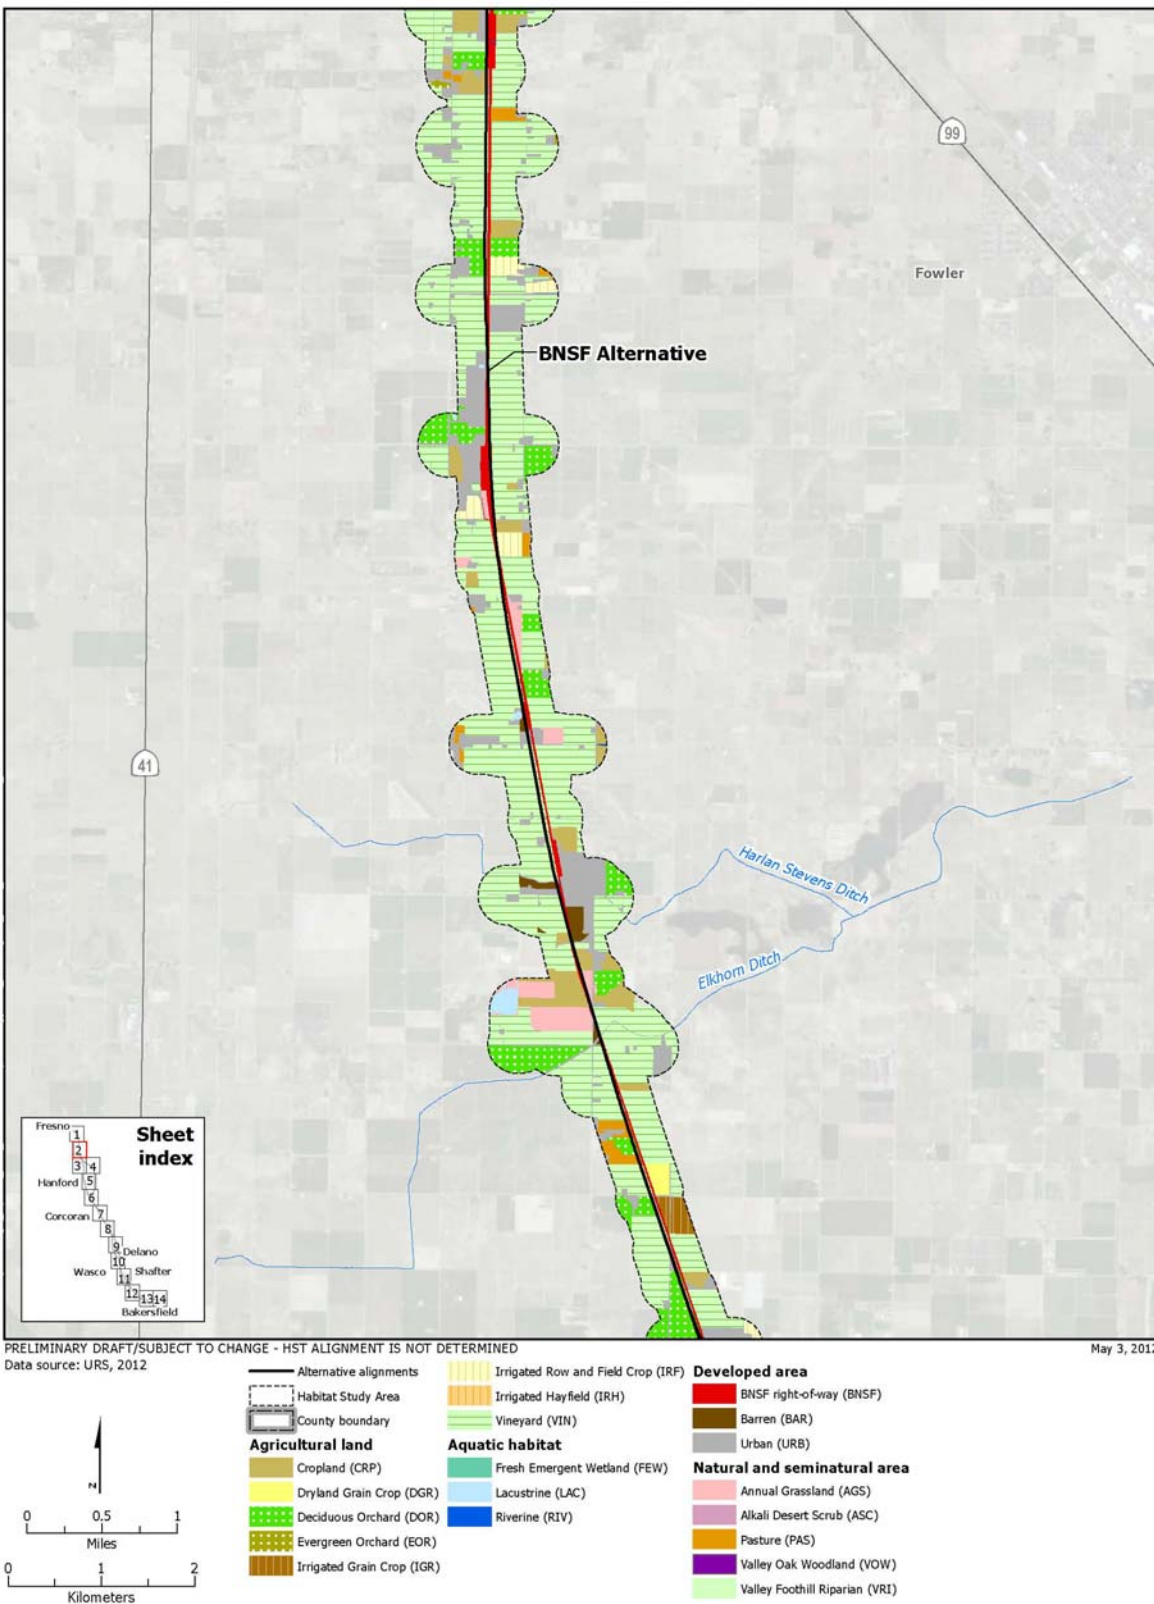 99
Fowler
BNSF Alternative
41
Harlan Stevens Ditch
Elkhorn Ditch
Sheet
index
Fresno
1
2
3 4
Hanford 5
6
Corcoran 7
8
9
Delano
10
Wasco Shafter
11
12 13 14
Bakersfield
PRELIMINARY DRAFT/SUBJECT TO CHANGE - HST ALIGNMENT IS NOT DETERMINED
May 3, 2012
Data source: URS, 2012
N
0 0.5 1
Miles
0 1 2
Kilometers
Alternative alignments
Habitat Study Area
County boundary
Agricultural land
Cropland (CRP)
Dryland Grain Crop (DGR)
Deciduous Orchard (DOR)
Evergreen Orchard (EOR)
Irrigated Grain Crop (IGR)
Irrigated Row and Field Crop (IRF)
Irrigated Hayfield (IRH)
Vineyard (VIN)
Aquatic habitat
Fresh Emergent Wetland (FEW)
Lacustrine (LAC)
Riverine (RIV)
Developed area
BNSF right-of-way (BNSF)
Barren (BAR)
Urban (URB)
Natural and seminatural area
Annual Grassland (AGS)
Alkali Desert Scrub (ASC)
Pasture (PAS)
Valley Oak Woodland (VOW)
Valley Foothill Riparian (VRI)